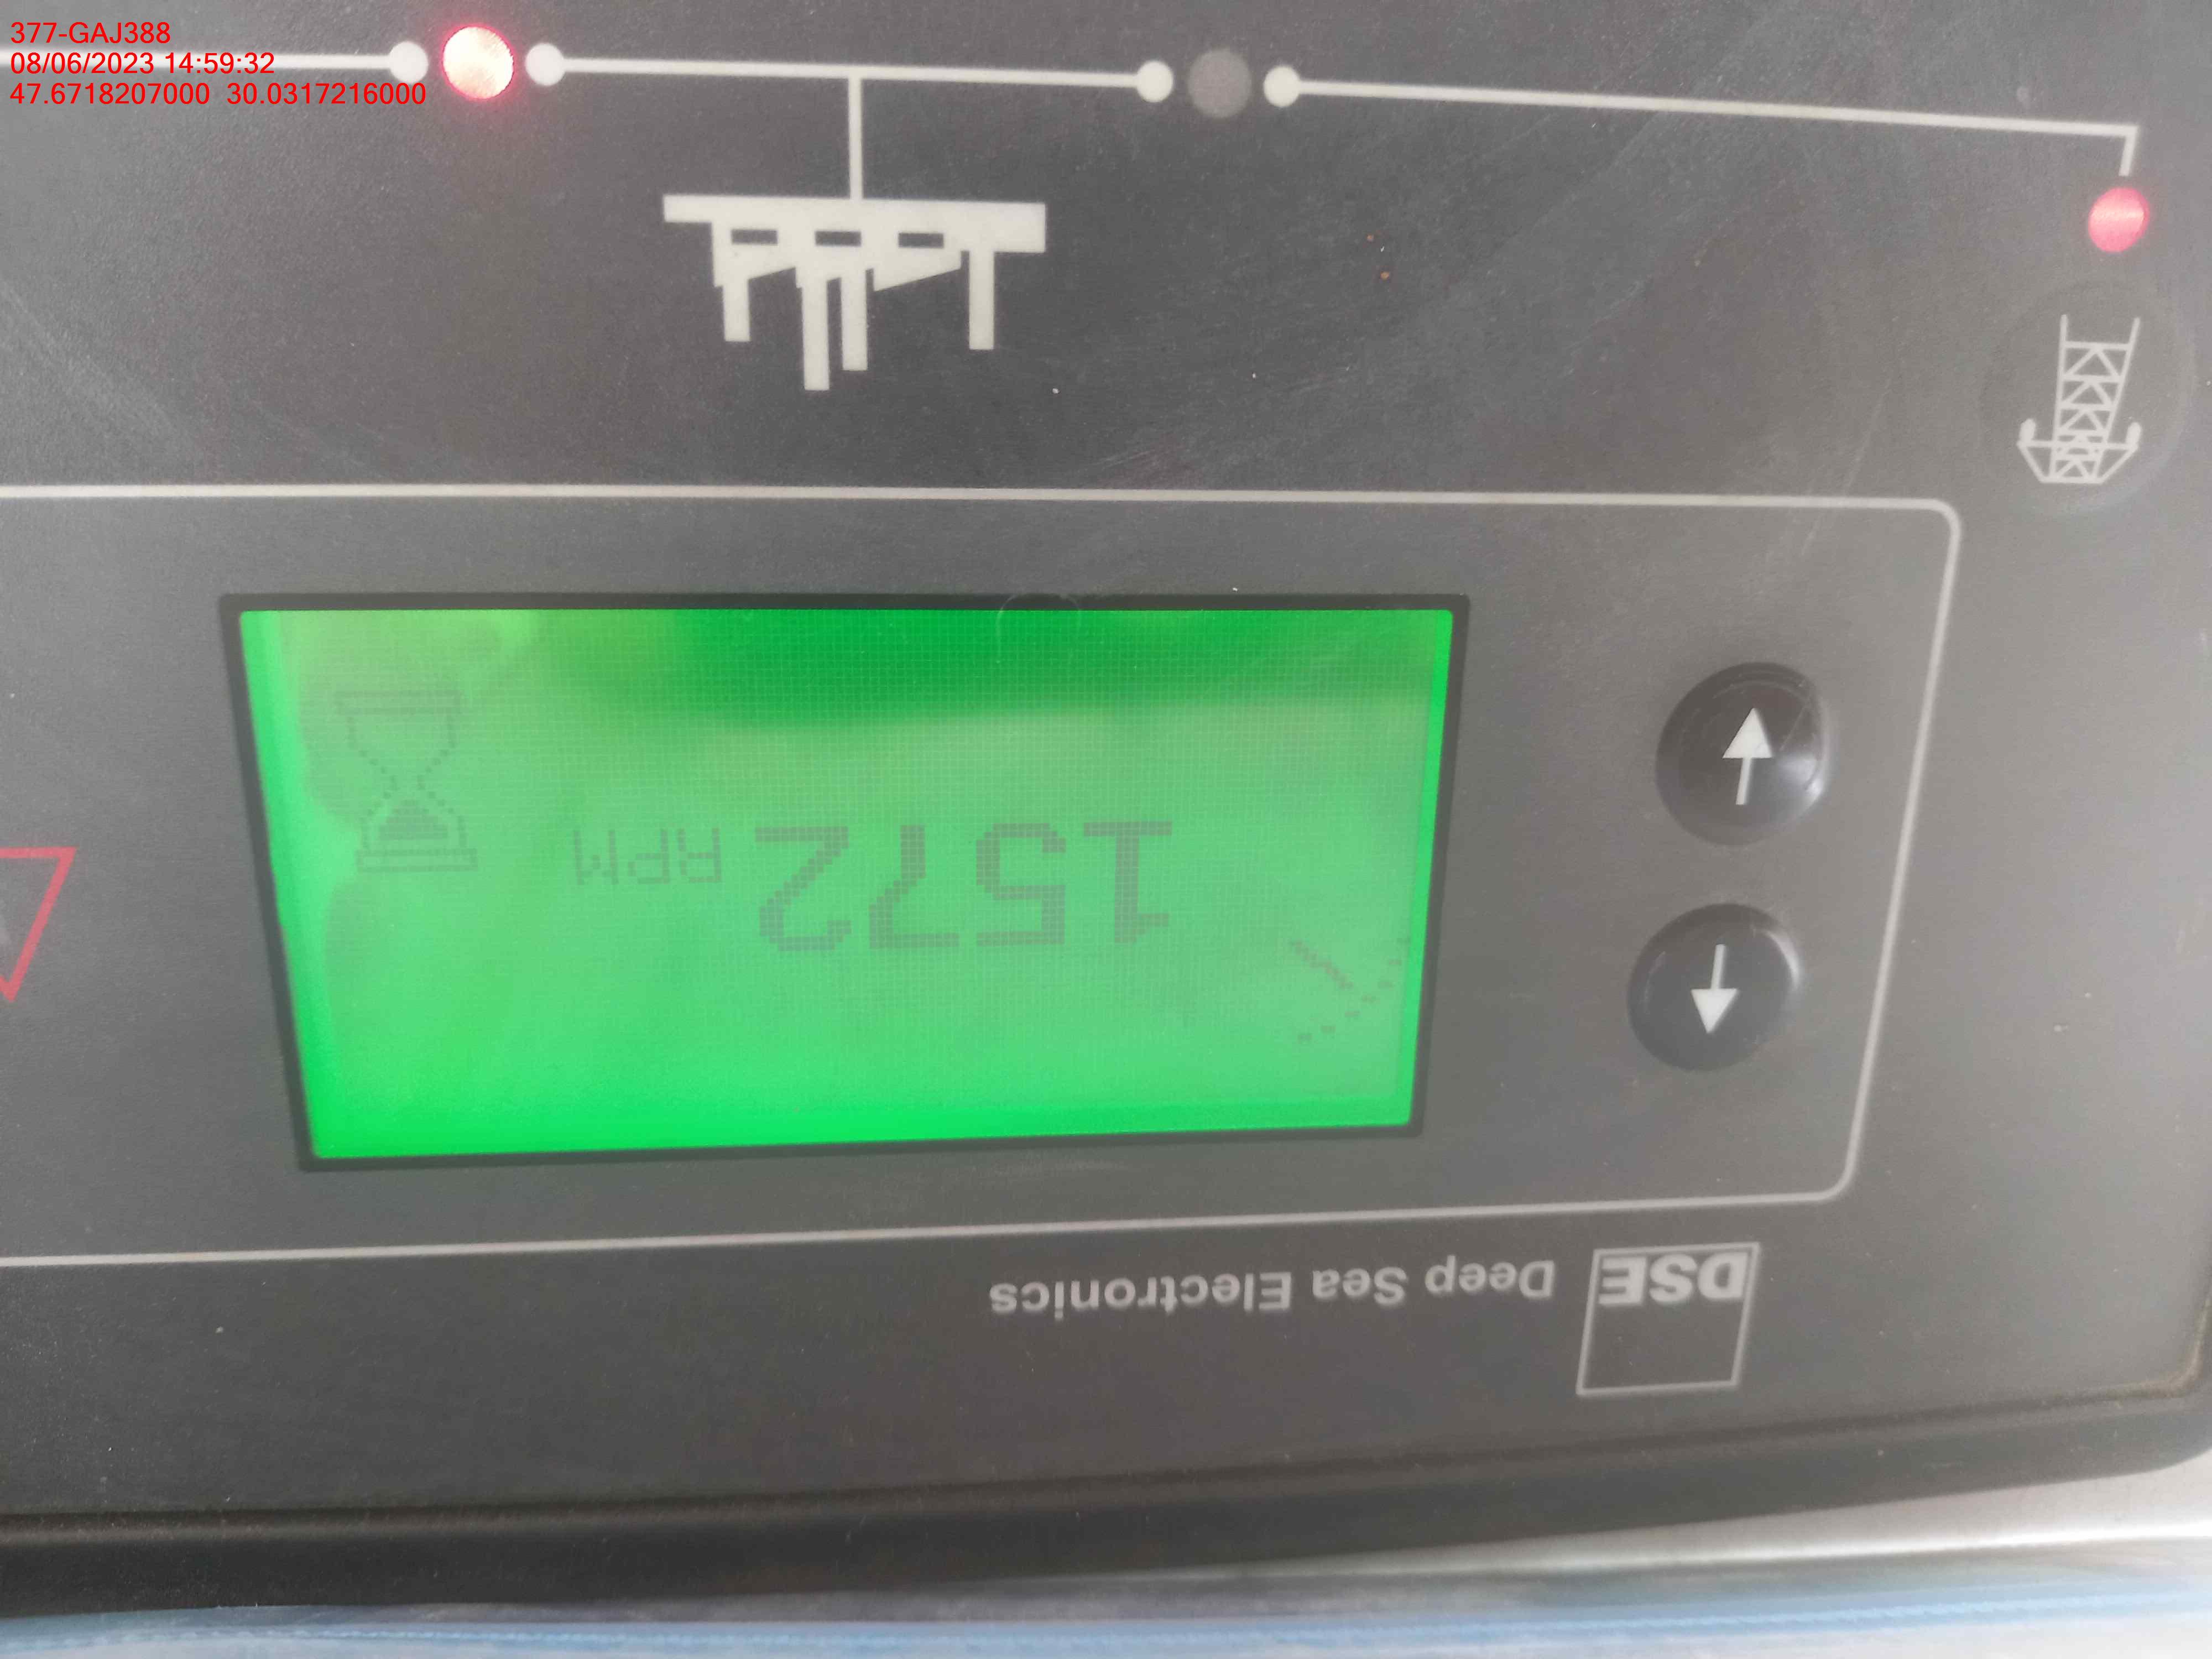 377-GAJ388
08/06/2023 14:59:32
47.6718207000 30.0317216000
DSE Deep Sea Electronics
1572 RPM